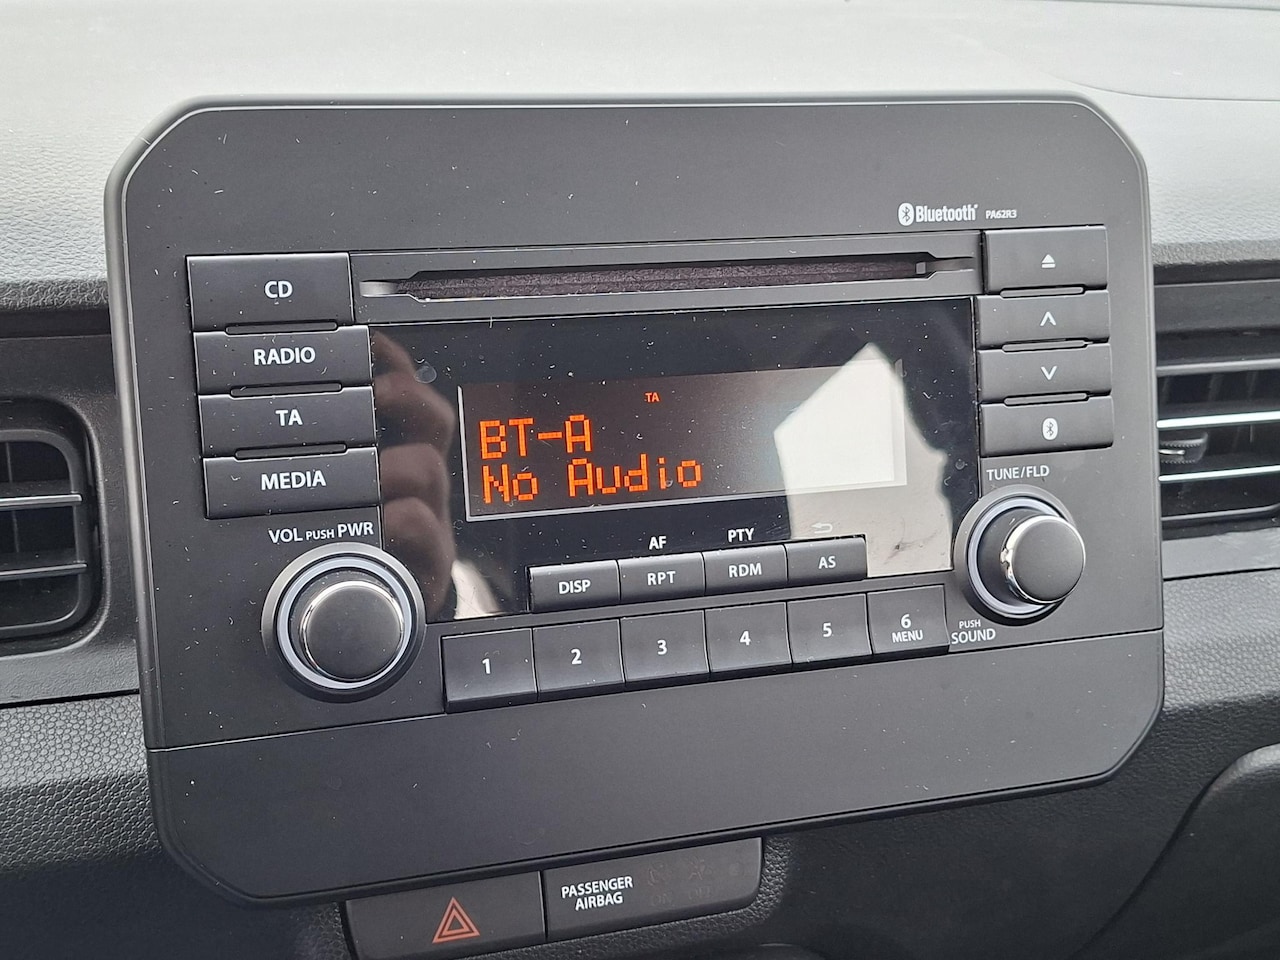 Bluetooth PA62R3
CD
RADIO
TA
MEDIA
VOL PUSH PWR
TA
BT-A
No Audio
TUNE/FLD
AF
PTY
DISP
RPT
RDM
AS
1
2
3
4
5
6
MENU
PUSH
SOUND
PASSENGER
AIRBAG